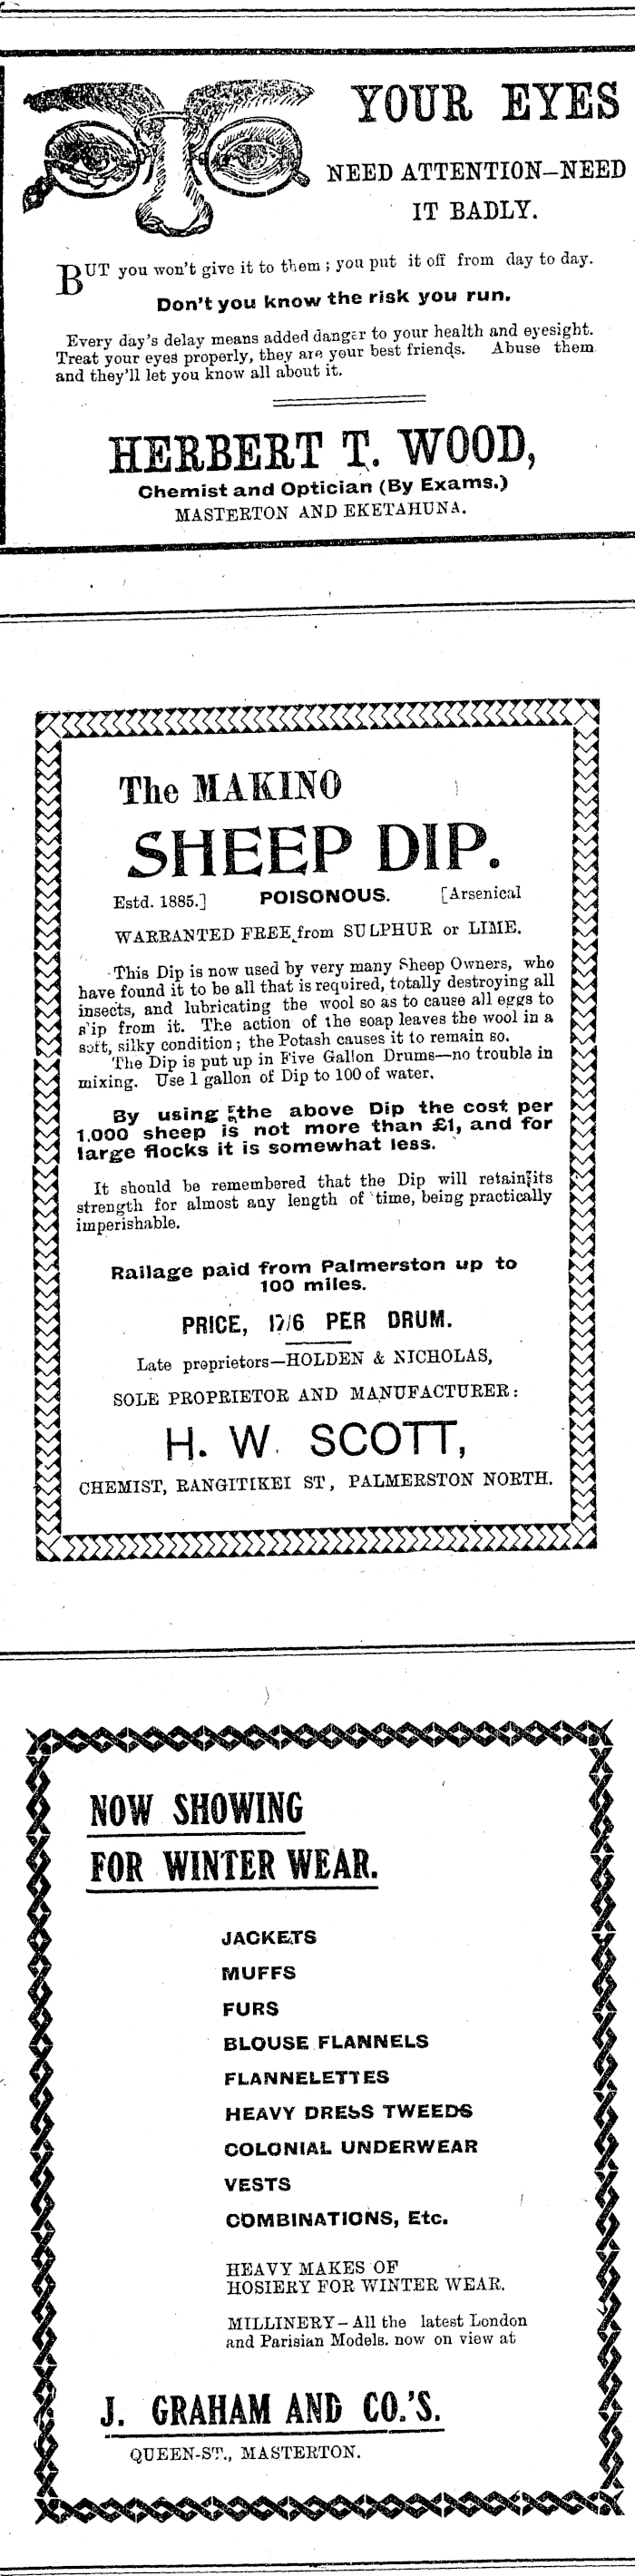 YOUR EYES
NEED ATTENTION—NEED
IT BADLY.
BUT you won't give it to them; you put it off from day to day.
Don't you know the risk you run.
Every day's delay means added danger to your health and eyesight.
Treat your eyes properly, they are your best friends. Abuse them
and they'll let you know all about it.
HERBERT T. WOOD,
Chemist and Optician (By Exams.)
MASTERTON AND EKETAHUNA.
The MAKINO
SHEEP DIP.
Estd. 1885.] POISONOUS. [Arsenical
WARRANTED FREE from SULPHUR or LIME.
This Dip is now used by very many Sheep Owners, who
have found it to be all that is required, totally destroying all
insects, and lubricating the wool so as to cause all eggs to
slip from it. The action of the soap leaves the wool in a
soft, silky condition; the Potash causes it to remain so.
The Dip is put up in Five Gallon Drums—no trouble in
mixing. Use 1 gallon of Dip to 100 of water.
By using the above Dip the cost per
1,000 sheep is not more than £1, and for
large flocks it is somewhat less.
It should be remembered that the Dip will retain its
strength for almost any length of time, being practically
imperishable.
Railage paid from Palmerston up to
100 miles.
PRICE, 17/6 PER DRUM.
Late proprietors—HOLDEN & NICHOLAS,
SOLE PROPRIETOR AND MANUFACTURER:
H. W. SCOTT,
CHEMIST, RANGITIKEI ST, PALMERSTON NORTH.
NOW SHOWING
FOR WINTER WEAR.
JACKETS
MUFFS
FURS
BLOUSE FLANNELS
FLANNELETTES
HEAVY DRESS TWEEDS
COLONIAL UNDERWEAR
VESTS
COMBINATIONS, Etc.
HEAVY MAKES OF
HOSIERY FOR WINTER WEAR.
MILLINERY—All the latest London
and Parisian Models. now on view at
J. GRAHAM AND CO.'S.
QUEEN-ST., MASTERTON.